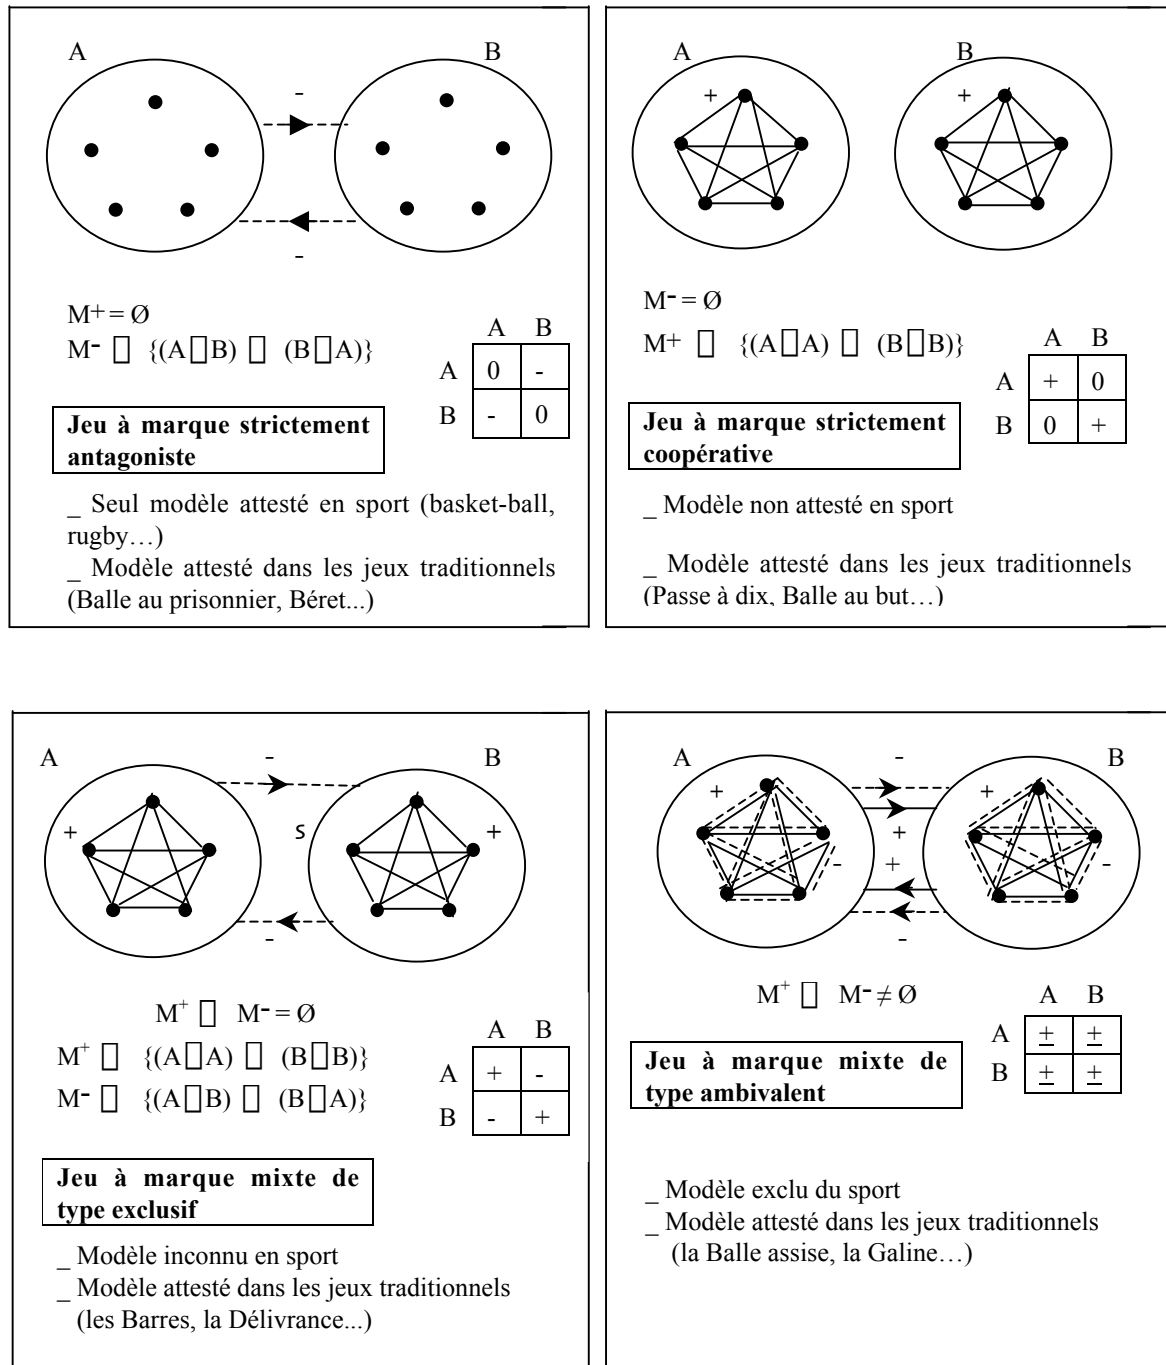 A B
-
-
M+ = Ø
M- □ {(A□B) □ (B□A)}
A B
A 0 -
B - 0
Jeu à marque strictement
antagoniste
_ Seul modèle attesté en sport (basket-ball,
rugby…)
_ Modèle attesté dans les jeux traditionnels
(Balle au prisonnier, Béret...)
A B
+ +
M- = Ø
M+ □ {(A□A) □ (B□B)}
A B
A + 0
B 0 +
Jeu à marque strictement
coopérative
_ Modèle non attesté en sport
_ Modèle attesté dans les jeux traditionnels
(Passe à dix, Balle au but…)
A B
-
+ s +
-
M+ □ M- = Ø
M+ □ {(A□A) □ (B□B)}
M- □ {(A□B) □ (B□A)}
A B
A + -
B - +
Jeu à marque mixte de
type exclusif
_ Modèle inconnu en sport
_ Modèle attesté dans les jeux traditionnels
(les Barres, la Délivrance...)
A B
-
+ +
+
- + -
-
M+ □ M- ≠ Ø
A B
A ± ±
B ± ±
Jeu à marque mixte de
type ambivalent
_ Modèle exclu du sport
_ Modèle attesté dans les jeux traditionnels
(la Balle assise, la Galine…)